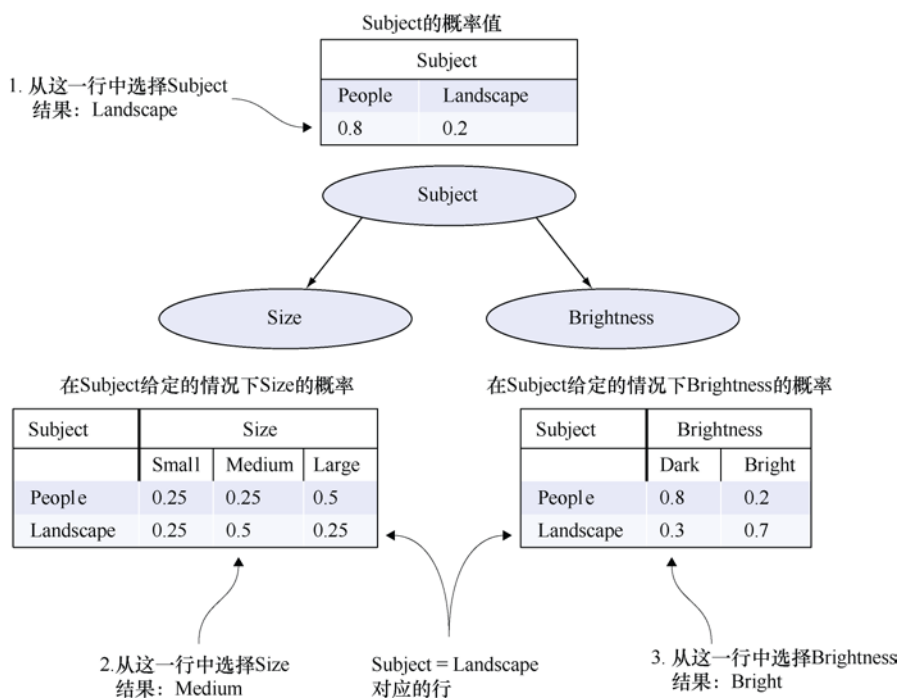 Subject的概率值
Subject
People Landscape
0.8 0.2
1. 从这一行中选择Subject
结果：Landscape
Subject
Size
Brightness
在Subject给定的情况下Size的概率
Subject Size
Small Medium Large
People 0.25 0.25 0.5
Landscape 0.25 0.5 0.25
在Subject给定的情况下Brightness的概率
Subject Brightness
Dark Bright
People 0.8 0.2
Landscape 0.3 0.7
2.从这一行中选择Size
结果：Medium
Subject = Landscape
对应的行
3. 从这一行中选择Brightness
结果：Bright